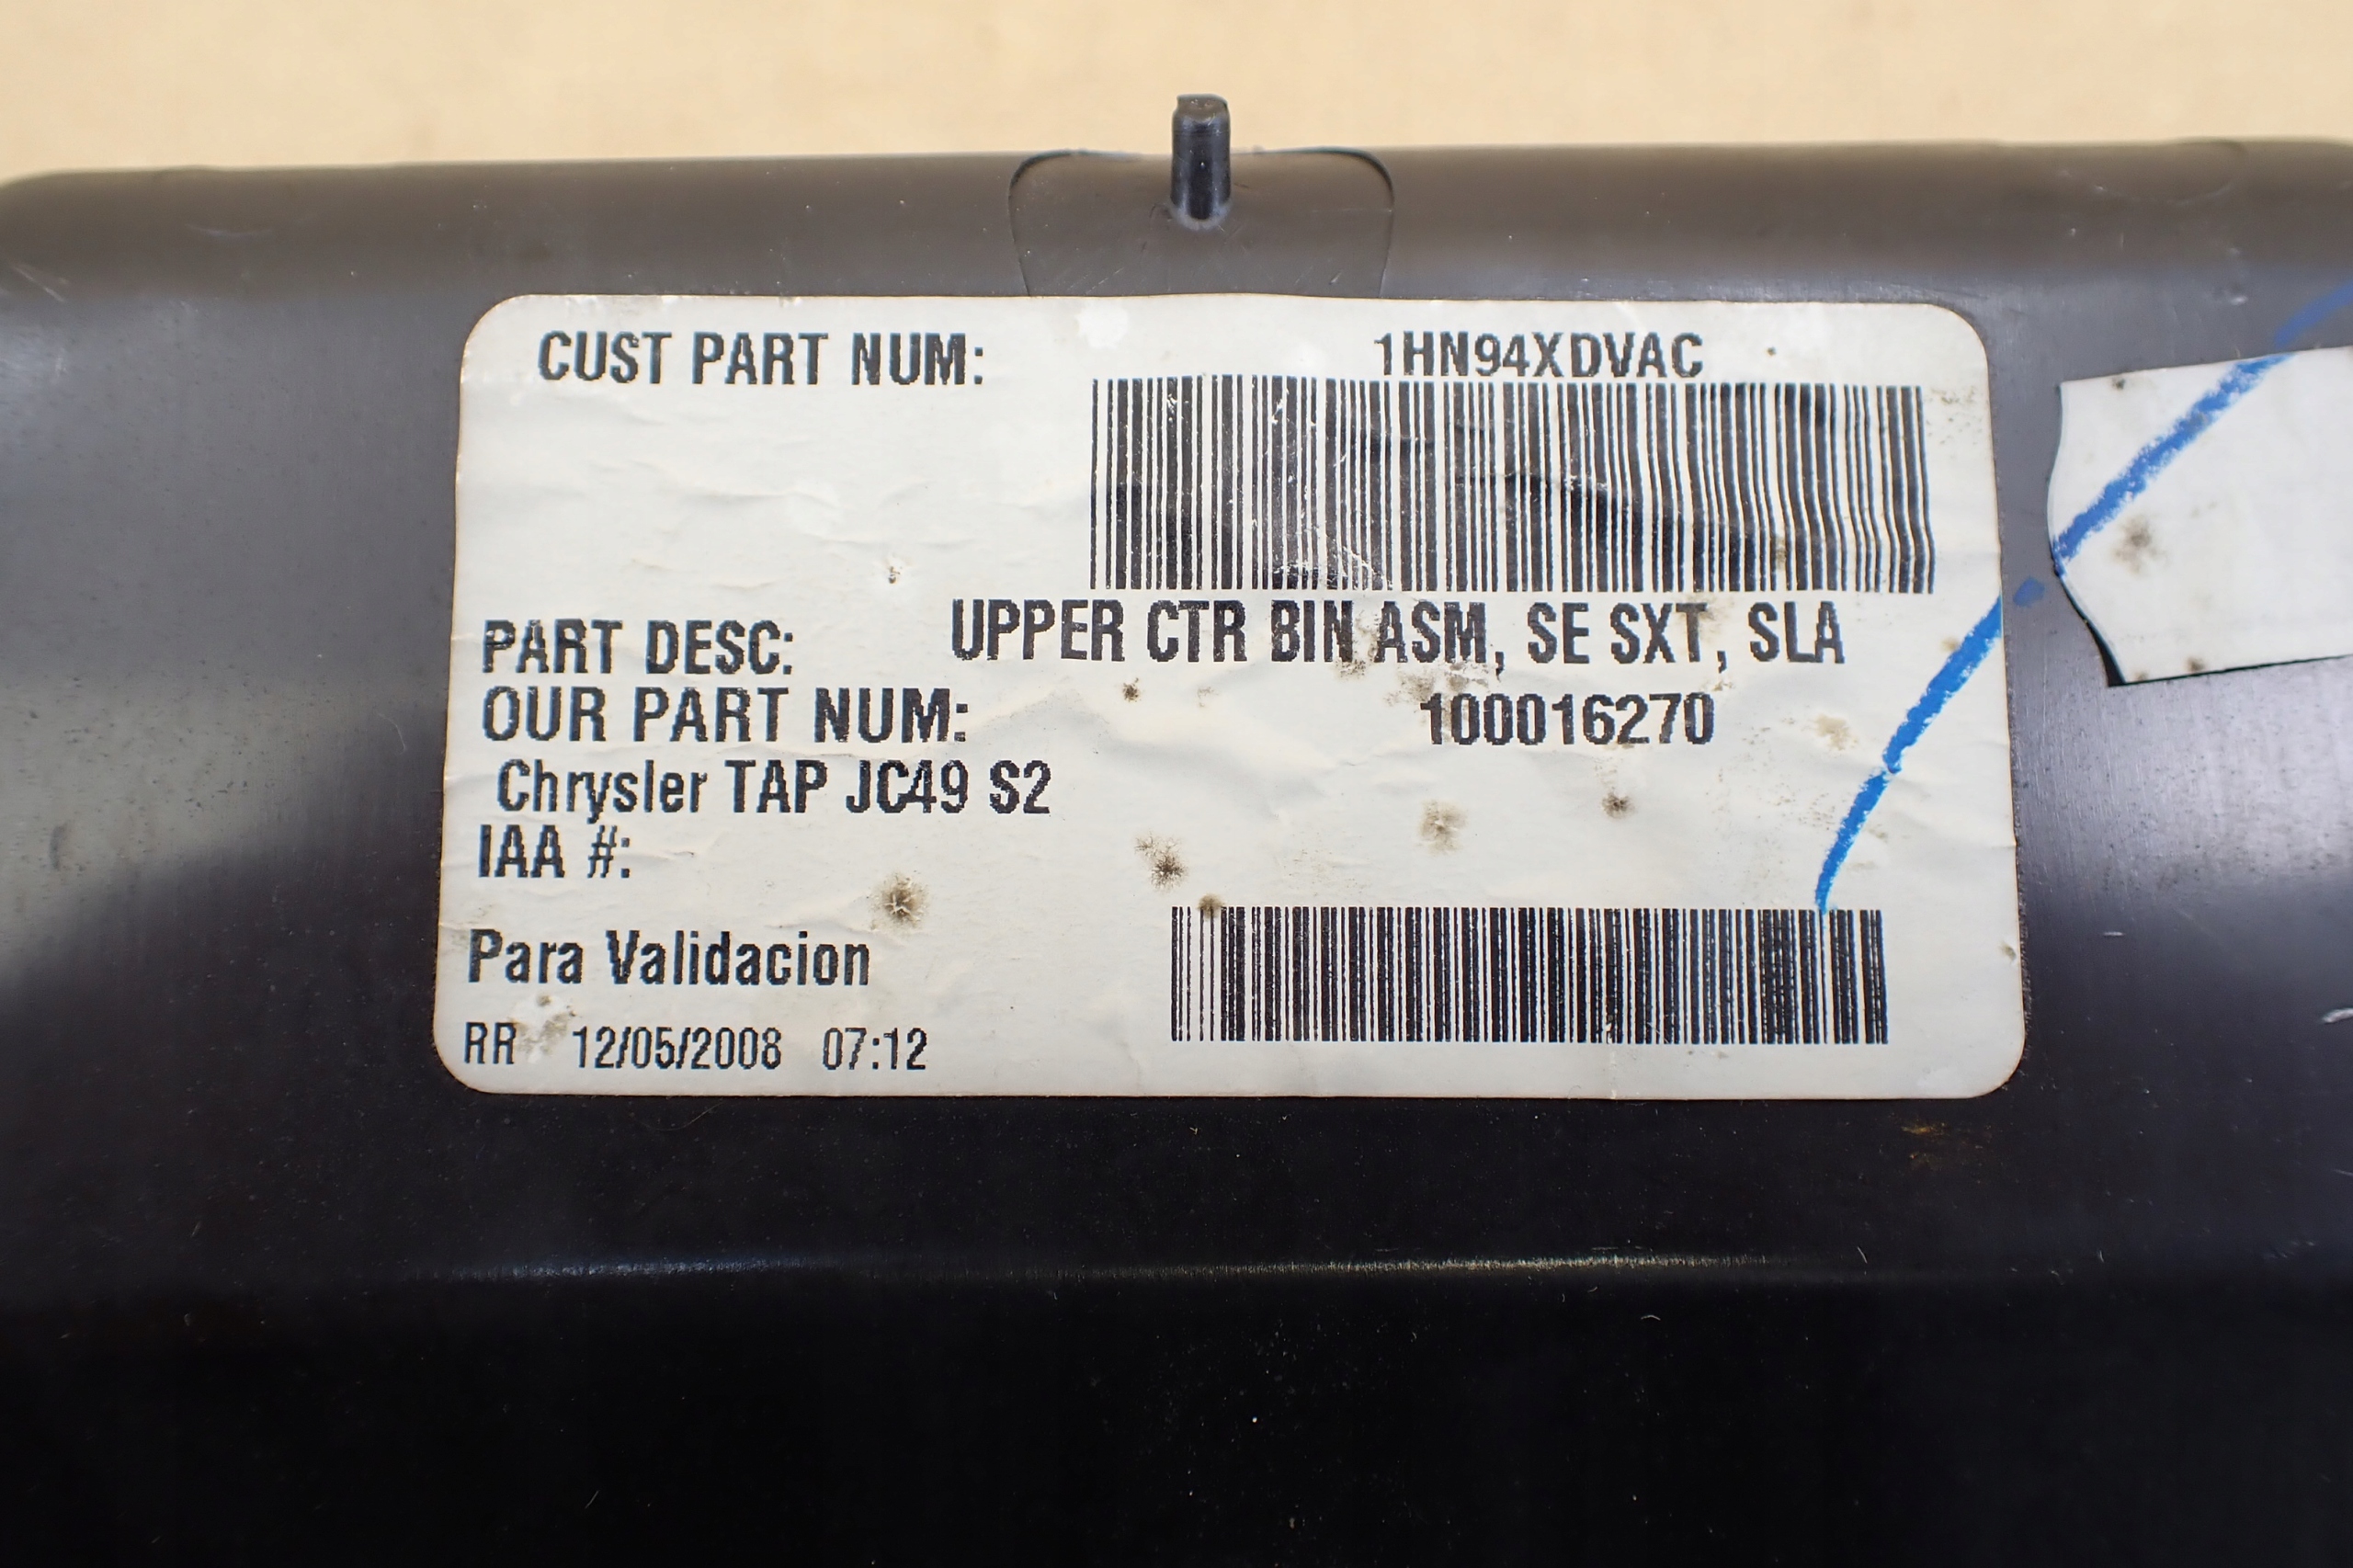 CUST PART NUM: 1HN94XDVAC
PART DESC: UPPER CTR BIN ASM, SE SXT, SLA
OUR PART NUM: 100016270
Chrysler TAP JC49 S2
IAA #:
Para Validacion
RR 12/05/2008 07:12